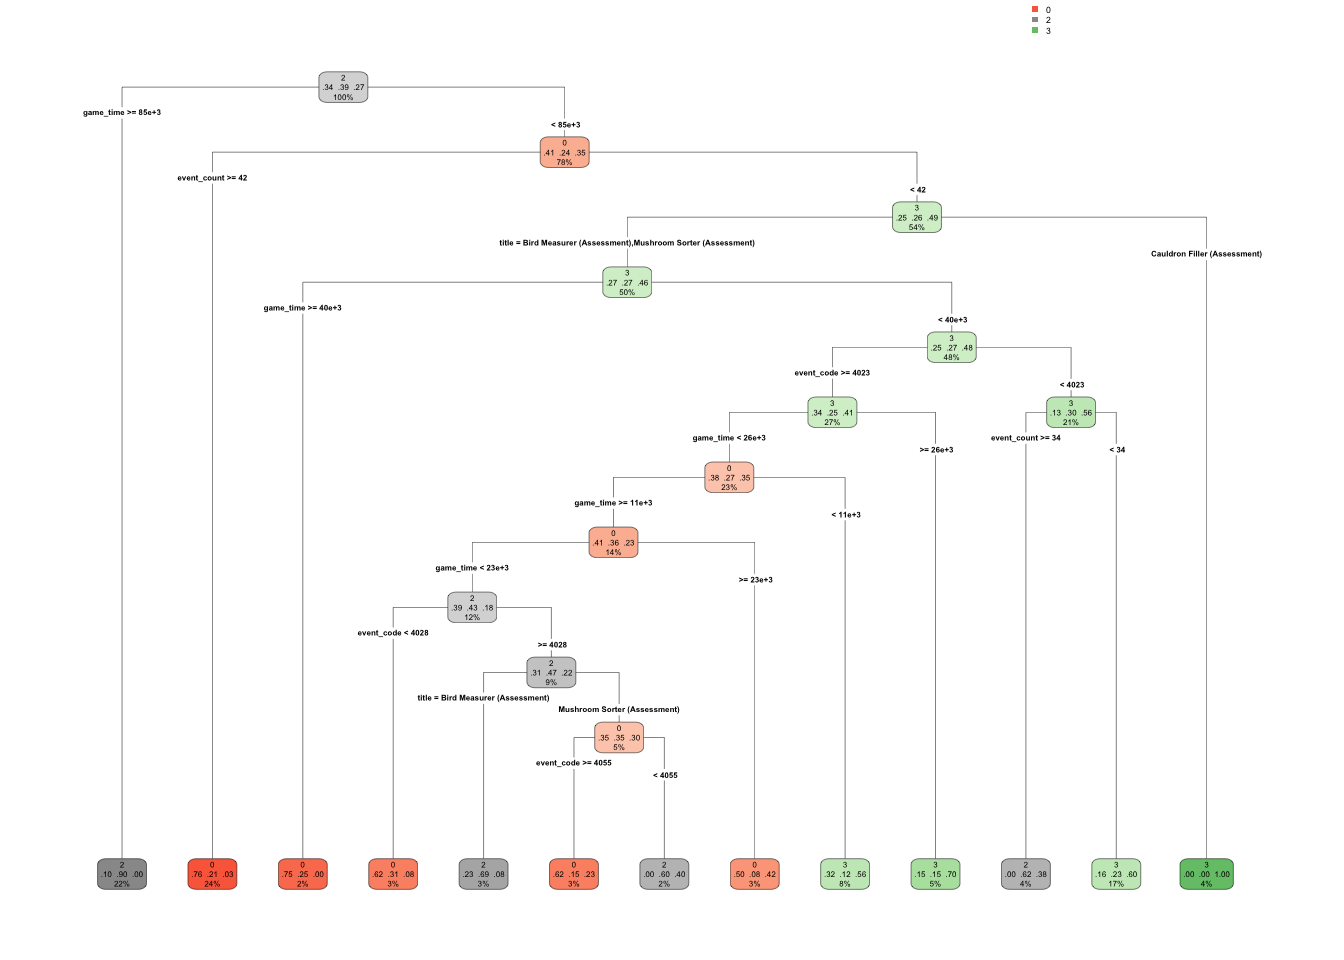 0
2
3
2
.34 .39 .27
100%
game_time >= 85e+3
< 85e+3
0
.41 .24 .35
78%
event_count >= 42
< 42
3
.25 .26 .49
54%
title = Bird Measurer (Assessment),Mushroom Sorter (Assessment)
Cauldron Filler (Assessment)
3
.27 .27 .46
50%
game_time >= 40e+3
< 40e+3
3
.25 .27 .48
48%
event_code >= 4023
< 4023
3
.34 .25 .41
27%
3
.13 .30 .56
21%
game_time < 26e+3
>= 26e+3
event_count >= 34
< 34
0
.38 .27 .35
23%
game_time >= 11e+3
< 11e+3
0
.41 .36 .23
14%
game_time < 23e+3
>= 23e+3
2
.39 .43 .18
12%
event_code < 4028
>= 4028
2
.31 .47 .22
9%
title = Bird Measurer (Assessment)
Mushroom Sorter (Assessment)
0
.35 .35 .30
5%
event_code >= 4055
< 4055
2
.10 .90 .00
22%
0
.76 .21 .03
24%
0
.75 .25 .00
2%
0
.62 .31 .08
3%
2
.23 .69 .08
3%
0
.62 .15 .23
3%
2
.00 .60 .40
2%
0
.50 .08 .42
3%
3
.32 .12 .56
8%
3
.15 .15 .70
5%
2
.00 .62 .38
4%
3
.16 .23 .60
17%
3
.00 .00 1.00
4%